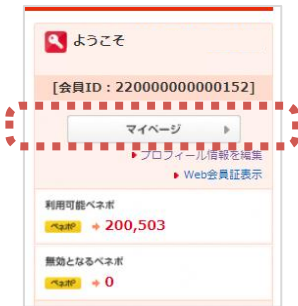 ようこそ
[会員ID：220000000000152]
マイページ
プロフィール情報を編集
Web会員証表示
利用可能ベネポ
ベネポ 200,503
無効となるベネポ
ベネポ 0